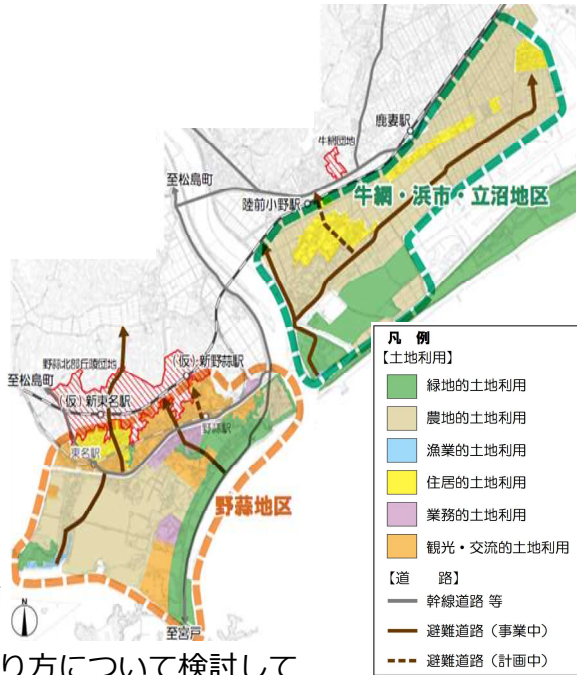 鹿妻駅
牛網団地
至松島町
陸前小野駅
牛網・浜市・立沼地区
野蒜北部丘陵団地
(仮)新野蒜駅
至松島町
(仮)新東名駅
野蒜駅
東名駅
野蒜地区
至宮戸
N
凡 例
【土地利用】
緑地的土地利用
農地的土地利用
漁業的土地利用
住居的土地利用
業務的土地利用
観光・交流的土地利用
【道　　路】
幹線道路 等
避難道路（事業中）
避難道路（計画中）
り方について検討して